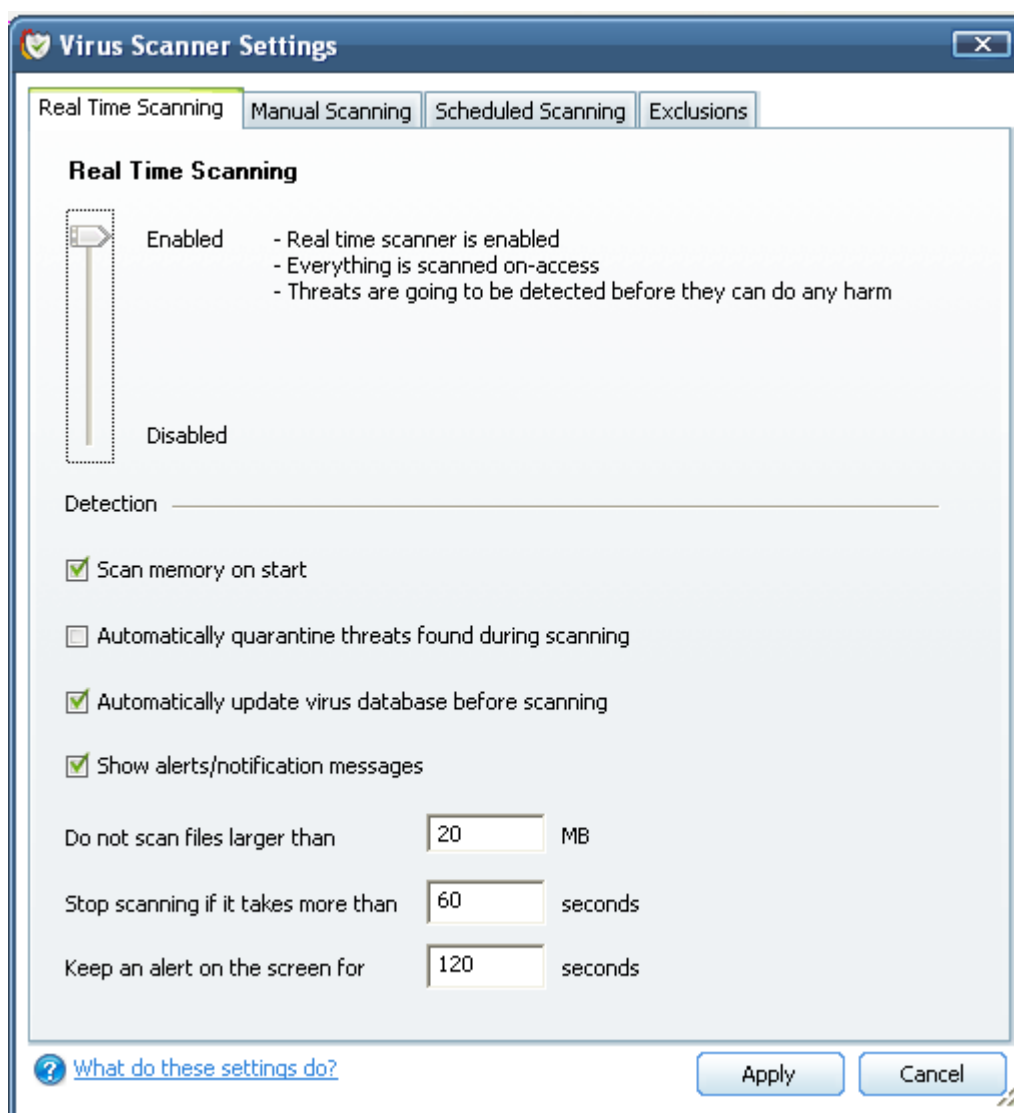 Virus Scanner Settings
Real Time Scanning Manual Scanning Scheduled Scanning Exclusions
Real Time Scanning
Enabled - Real time scanner is enabled
- Everything is scanned on-access
- Threats are going to be detected before they can do any harm
Disabled
Detection
Scan memory on start
Automatically quarantine threats found during scanning
Automatically update virus database before scanning
Show alerts/notification messages
Do not scan files larger than 20 MB
Stop scanning if it takes more than 60 seconds
Keep an alert on the screen for 120 seconds
? What do these settings do? Apply Cancel